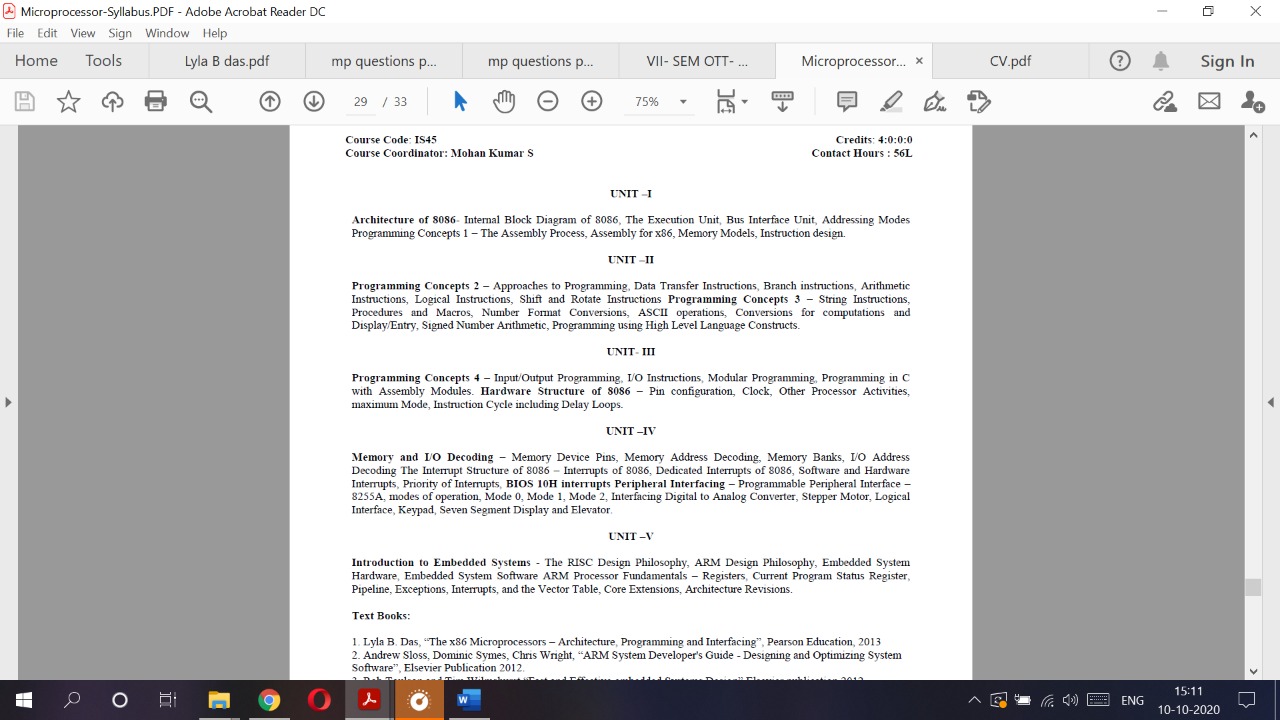 Microprocessor-Syllabus.PDF - Adobe Acrobat Reader DC
File Edit View Sign Window Help
Home Tools Lyla B das.pdf mp questions p... mp questions p... VII- SEM OTT- ... Microprocessor... × CV.pdf Sign In
29 / 33 75%
Course Code: IS45 Credits: 4:0:0:0
Course Coordinator: Mohan Kumar S Contact Hours : 56L
UNIT –I
Architecture of 8086- Internal Block Diagram of 8086, The Execution Unit, Bus Interface Unit, Addressing Modes
Programming Concepts 1 – The Assembly Process, Assembly for x86, Memory Models, Instruction design.
UNIT –II
Programming Concepts 2 – Approaches to Programming, Data Transfer Instructions, Branch instructions, Arithmetic
Instructions, Logical Instructions, Shift and Rotate Instructions Programming Concepts 3 – String Instructions,
Procedures and Macros, Number Format Conversions, ASCII operations, Conversions for computations and
Display/Entry, Signed Number Arithmetic, Programming using High Level Language Constructs.
UNIT- III
Programming Concepts 4 – Input/Output Programming, I/O Instructions, Modular Programming, Programming in C
with Assembly Modules. Hardware Structure of 8086 – Pin configuration, Clock, Other Processor Activities,
maximum Mode, Instruction Cycle including Delay Loops.
UNIT –IV
Memory and I/O Decoding – Memory Device Pins, Memory Address Decoding, Memory Banks, I/O Address
Decoding The Interrupt Structure of 8086 – Interrupts of 8086, Dedicated Interrupts of 8086, Software and Hardware
Interrupts, Priority of Interrupts, BIOS 10H interrupts Peripheral Interfacing – Programmable Peripheral Interface –
8255A, modes of operation, Mode 0, Mode 1, Mode 2, Interfacing Digital to Analog Converter, Stepper Motor, Logical
Interface, Keypad, Seven Segment Display and Elevator.
UNIT –V
Introduction to Embedded Systems - The RISC Design Philosophy, ARM Design Philosophy, Embedded System
Hardware, Embedded System Software ARM Processor Fundamentals – Registers, Current Program Status Register,
Pipeline, Exceptions, Interrupts, and the Vector Table, Core Extensions, Architecture Revisions.
Text Books:
1. Lyla B. Das, “The x86 Microprocessors – Architecture, Programming and Interfacing”, Pearson Education, 2013
2. Andrew Sloss, Dominic Symes, Chris Wright, “ARM System Developer's Guide - Designing and Optimizing System
Software”, Elsevier Publication 2012.
ENG 15:11
10-10-2020